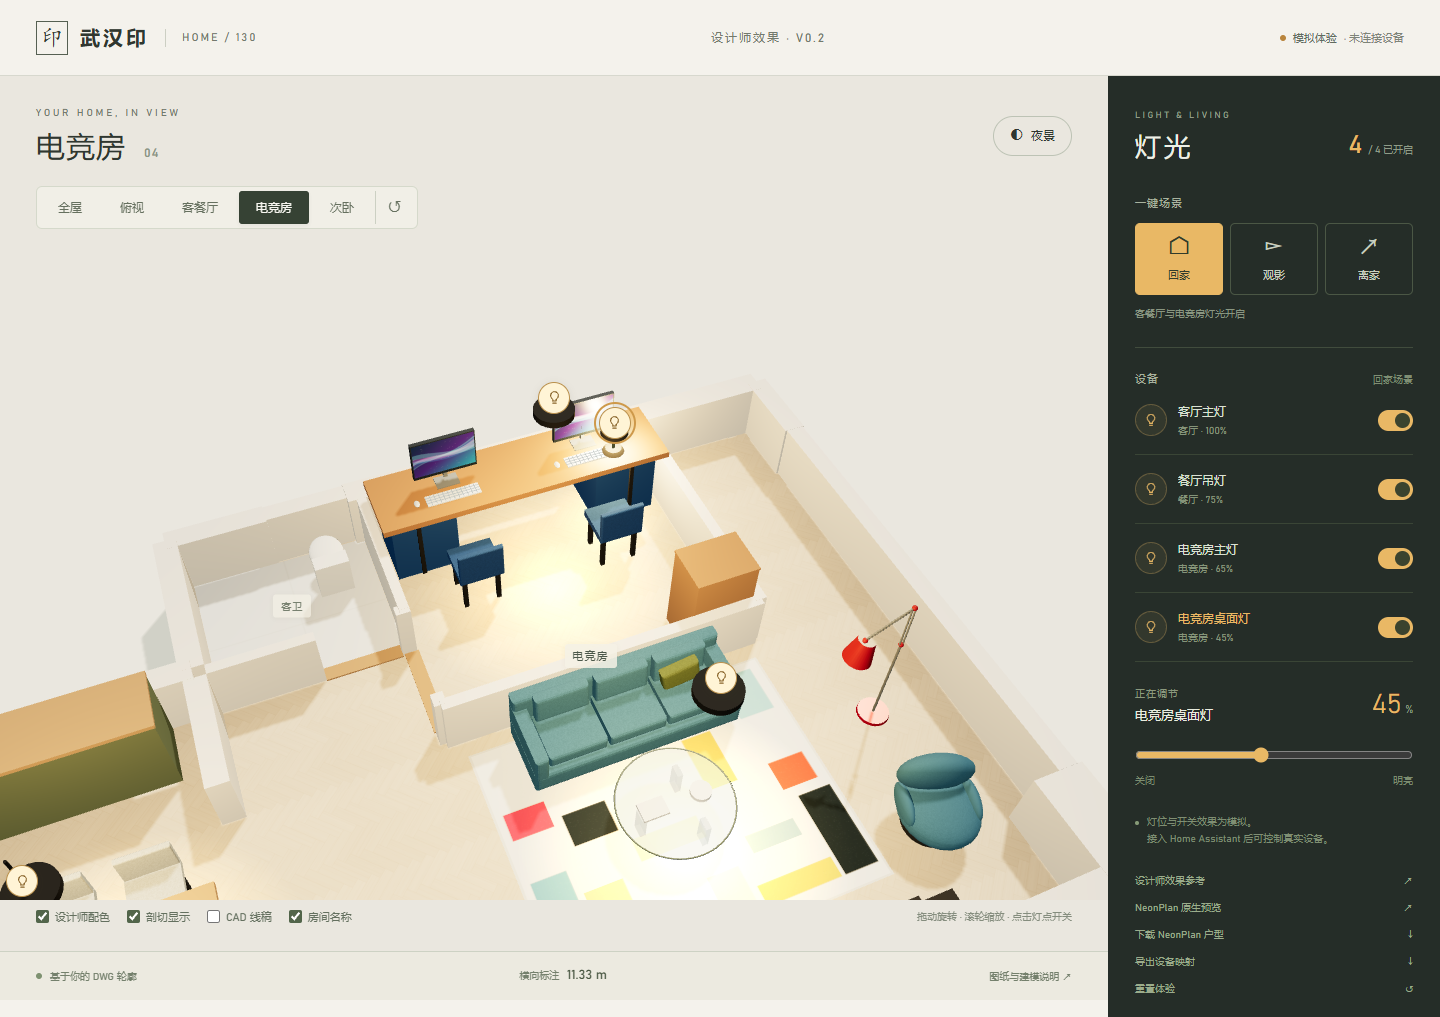 印 武汉印 HOME / 130
设计师效果 · V0.2
模拟体验 · 未连接设备
YOUR HOME, IN VIEW
电竞房 04
夜景
全屋 俯视 客餐厅 电竞房 次卧 ↺
客卫
电竞房
设计师配色 剖切显示 CAD 线稿 房间名称
拖动旋转 · 滚轮缩放 · 点击灯点开关
基于你的 DWG 轮廓
横向标注 11.33 m
图纸与建模说明 ↗
LIGHT & LIVING
灯光 4 / 4 已开启
一键场景
回家 观影 离家
客餐厅与电竞房灯光开启
设备 回家场景
客厅主灯
客厅 · 100%
餐厅吊灯
餐厅 · 75%
电竞房主灯
电竞房 · 65%
电竞房桌面灯
电竞房 · 45%
正在调节
电竞房桌面灯 45 %
关闭 明亮
灯位与开关效果为模拟。
接入 Home Assistant 后可控制真实设备。
设计师效果参考 ↗
NeonPlan 原生预览 ↗
下载 NeonPlan 户型 ↓
导出设备映射 ↓
重置体验 ↺